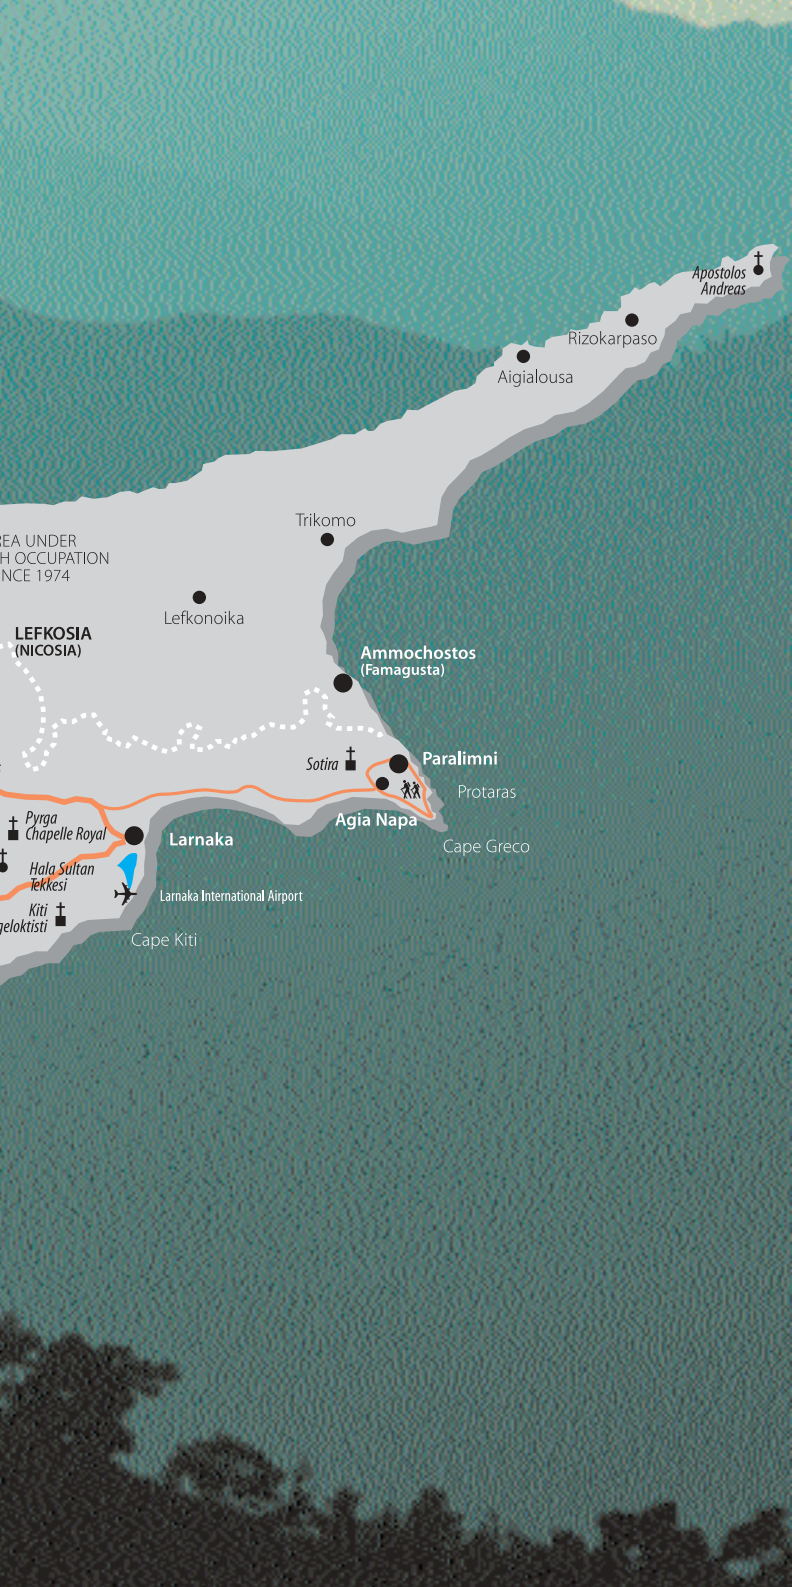 Apostolos
Andreas
Rizokarpaso
Aigialousa
Trikomo
REA UNDER
H OCCUPATION
NCE 1974
Lefkonoika
LEFKOSIA
(NICOSIA)
Ammochostos
(Famagusta)
Sotira
Paralimni
Protaras
Agia Napa
Cape Greco
Pyrga
Chapelle Royal
Larnaka
Hala Sultan
Tekkesi
Larnaka International Airport
Kiti
geloktisti
Cape Kiti